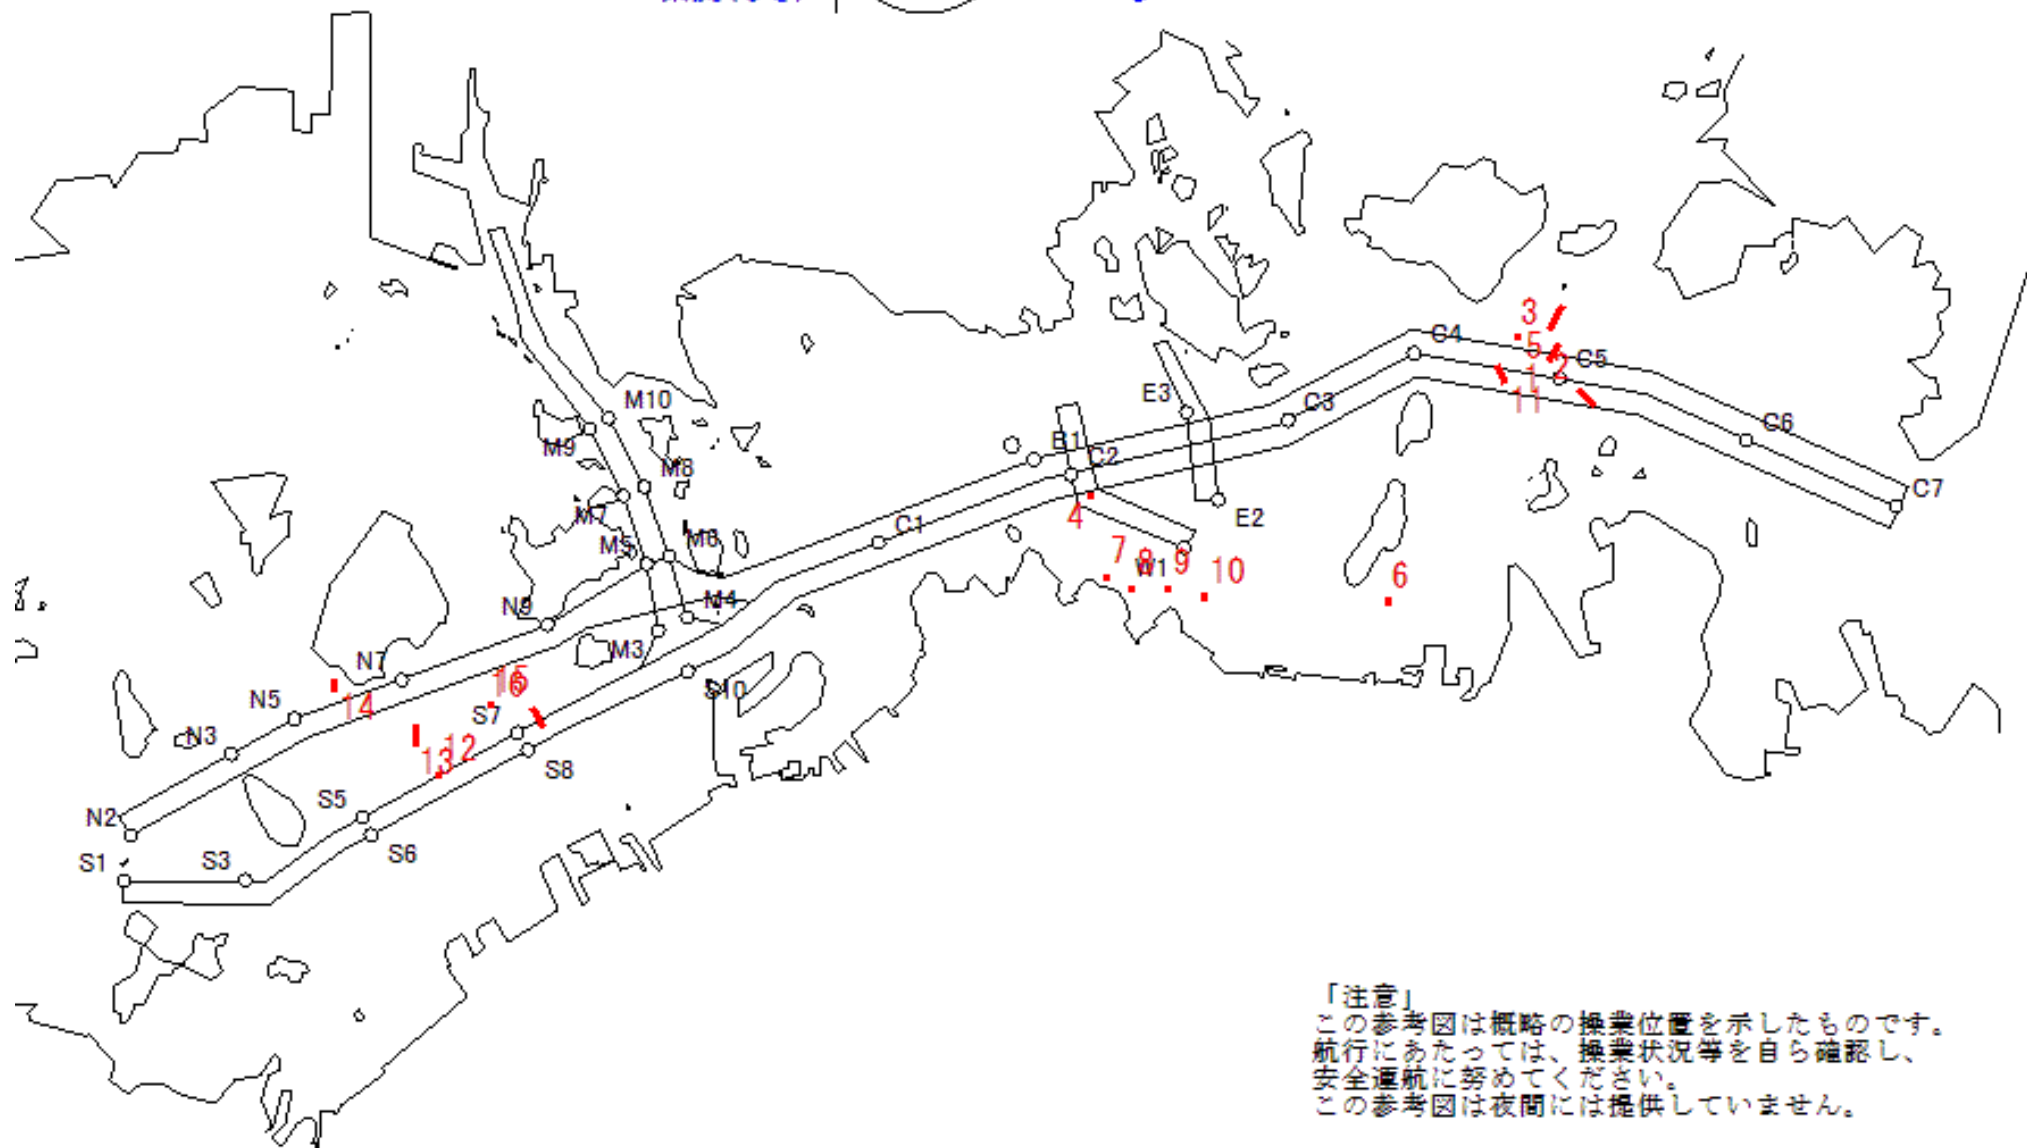 3
C4
5
C5
2
1
11
M10
E3
C3
M9
B1
C6
M8
C2
C7
M7
4
E2
C1
M5
M6
7
8
9
W1
10
6
N9
M4
M3
N7
15
16
S10
N5
14
S7
N3
12
13
S8
S5
N2
S6
S1
S3
「注意」
この参考図は概略の操業位置を示したものです。
航行にあたっては、操業状況等を自ら確認し、
安全運航に努めてください。
この参考図は夜間には提供していません。